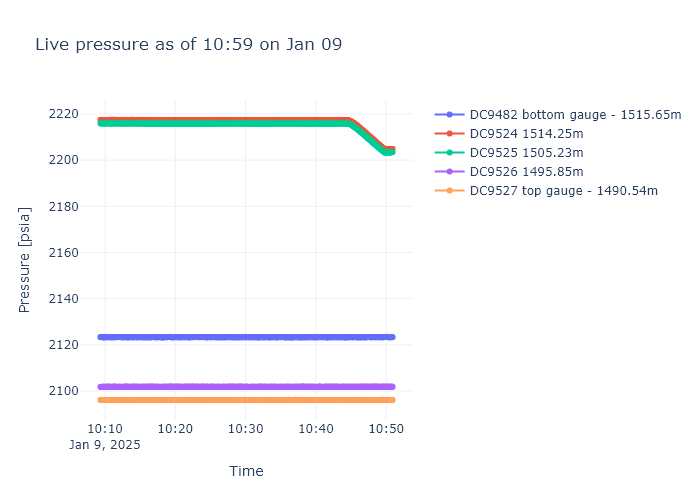 Live pressure as of 10:59 on Jan 09
DC9482 bottom gauge - 1515.65m
DC9524 1514.25m
DC9525 1505.23m
DC9526 1495.85m
DC9527 top gauge - 1490.54m
Pressure [psia]
2220
2200
2180
2160
2140
2120
2100
10:10 10:20 10:30 10:40 10:50
Jan 9, 2025
Time